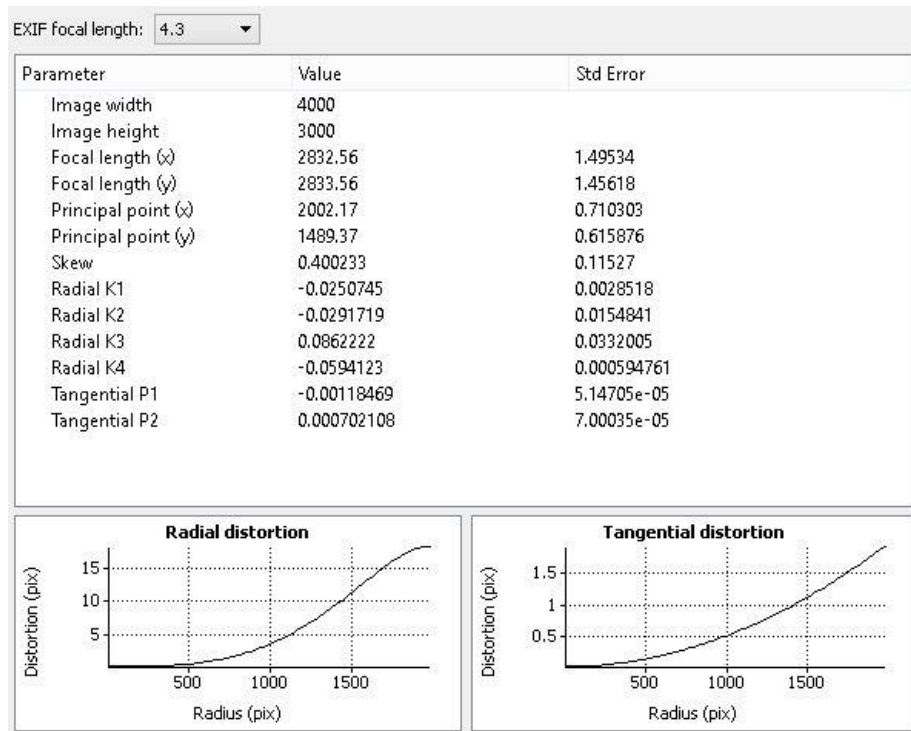 EXIF focal length: 4.3
Parameter Value Std Error
Image width 4000
Image height 3000
Focal length (x) 2832.56 1.49534
Focal length (y) 2833.56 1.45618
Principal point (x) 2002.17 0.710303
Principal point (y) 1489.37 0.615876
Skew 0.400233 0.11527
Radial K1 -0.0250745 0.0028518
Radial K2 -0.0291719 0.0154841
Radial K3 0.0862222 0.0332005
Radial K4 -0.0594123 0.000594761
Tangential P1 -0.00118469 5.14705e-05
Tangential P2 0.000702108 7.00035e-05
Radial distortion
Distortion (pix)
15
10
5
500 1000 1500
Radius (pix)
Tangential distortion
Distortion (pix)
1.5
1
0.5
500 1000 1500
Radius (pix)